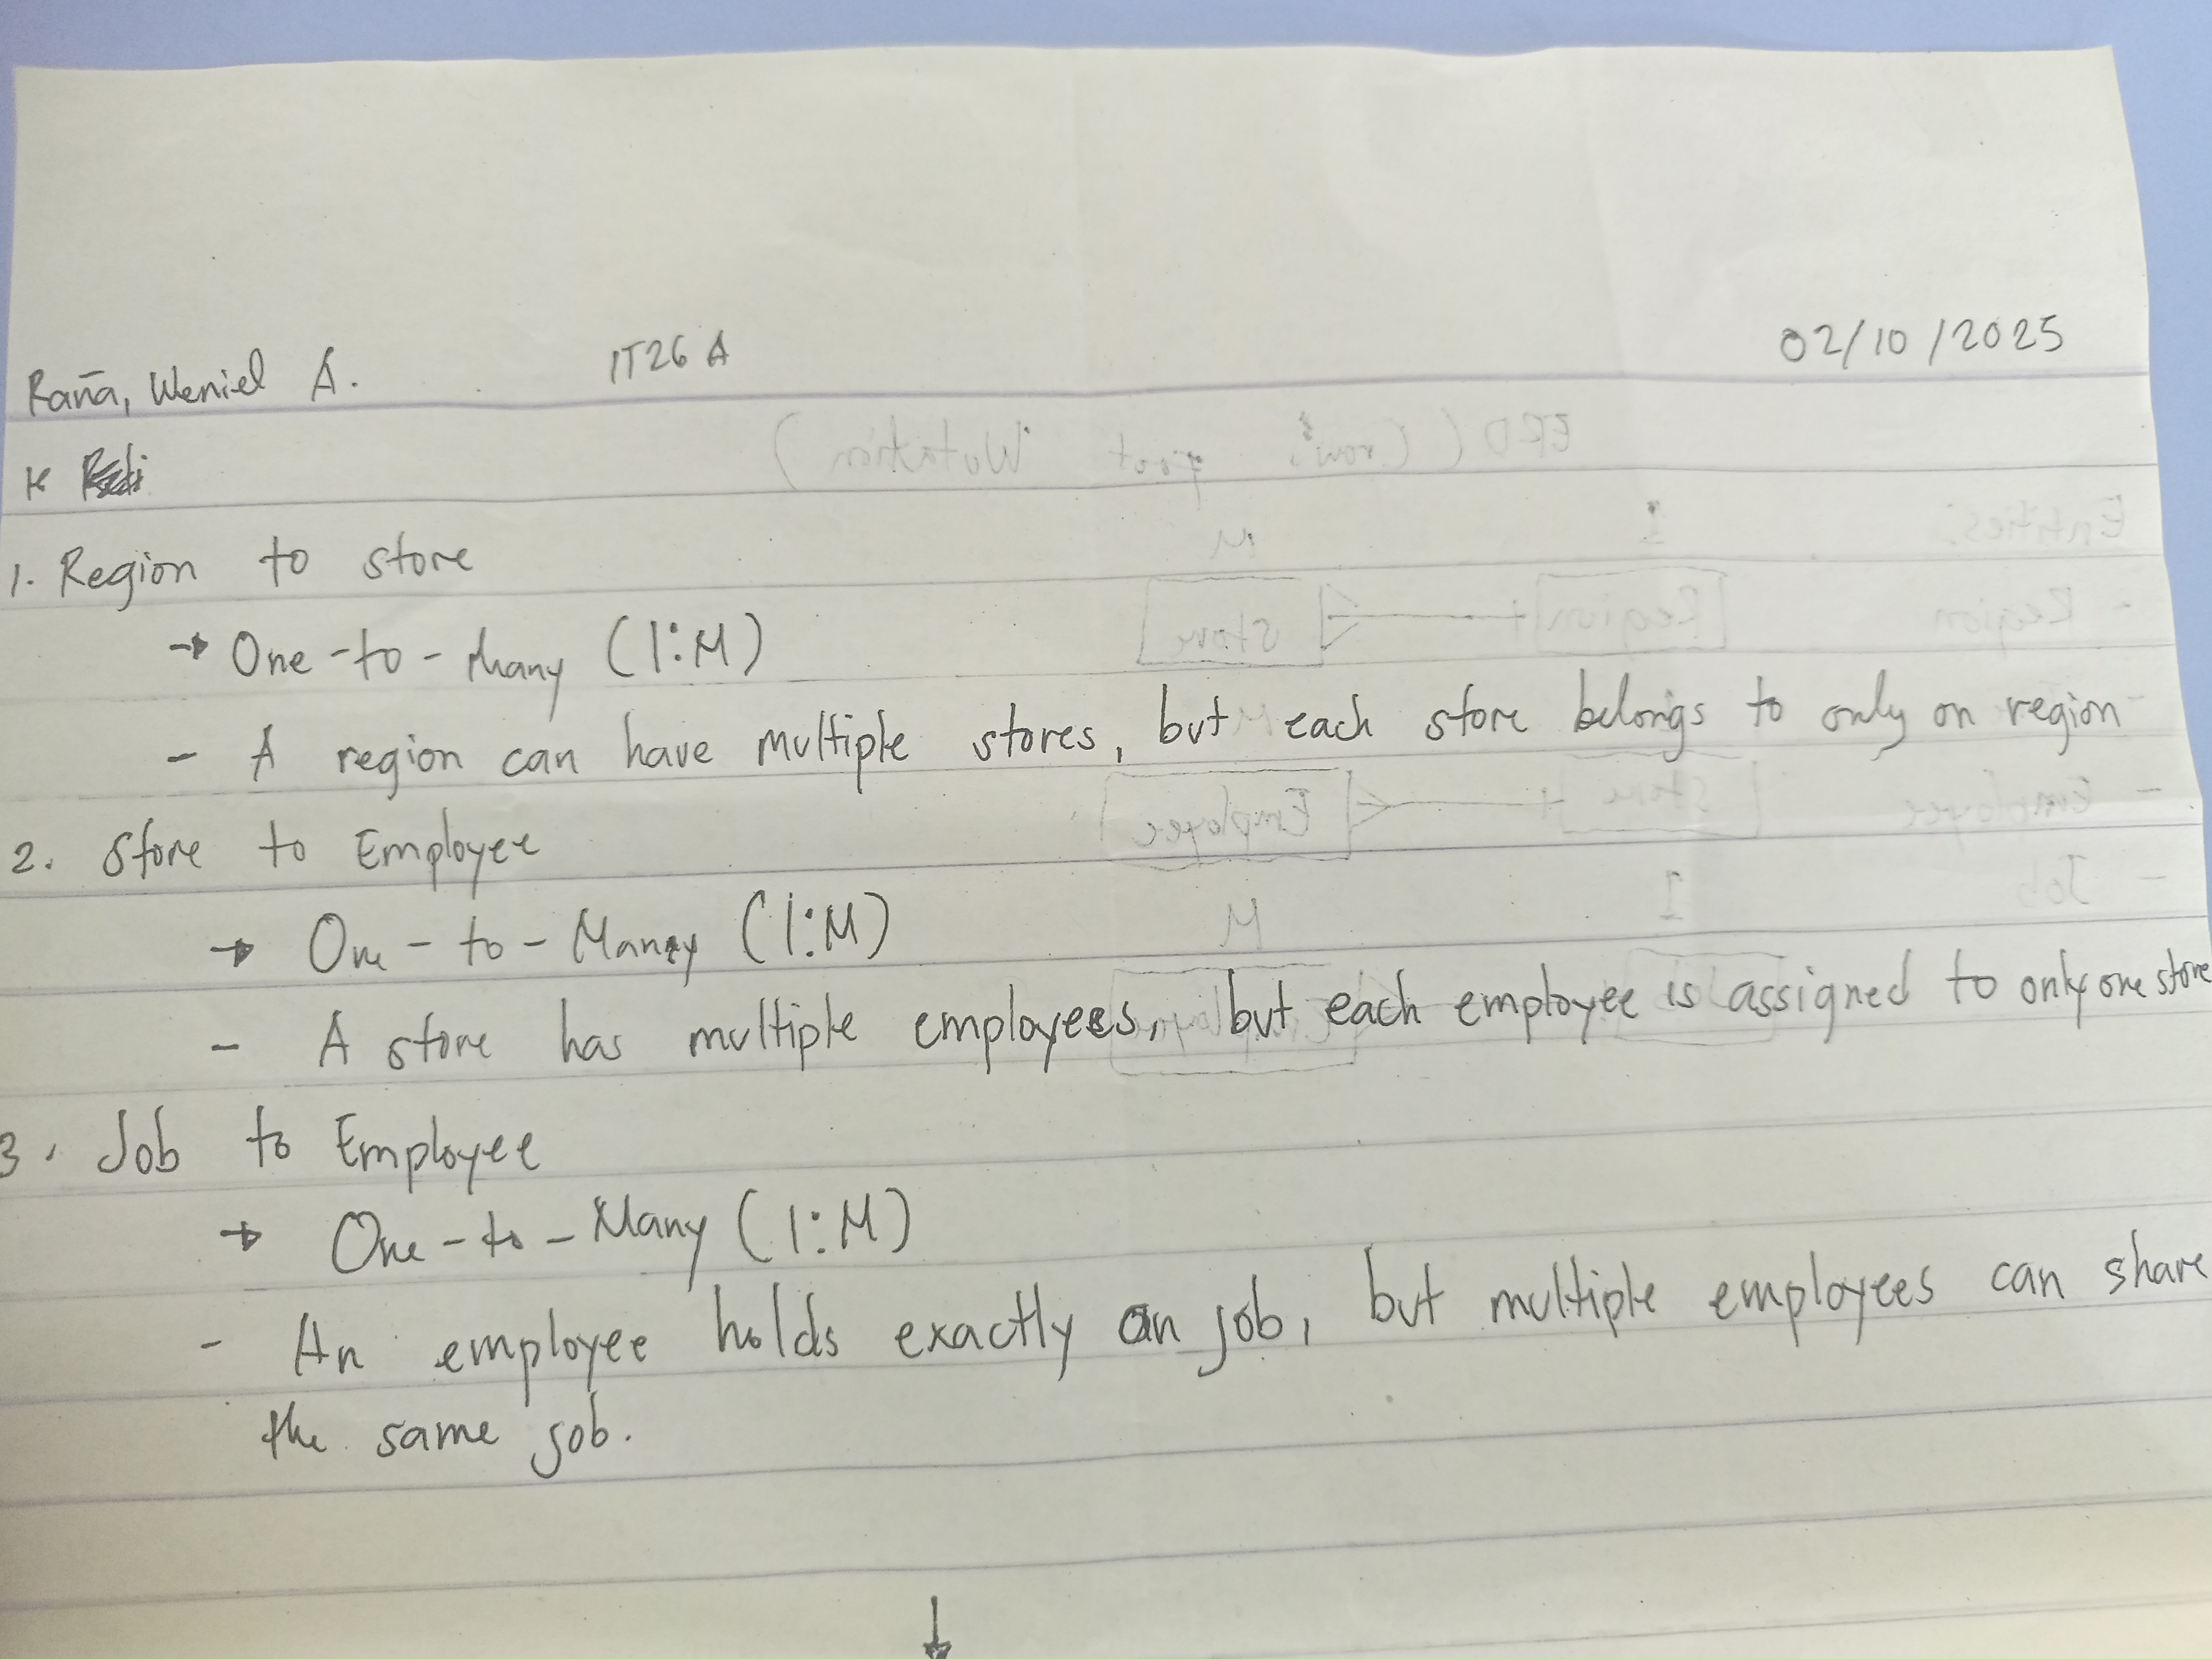 Raña, Weniel A. IT26 A 02/10/2025
1. Region to store
→ One-to-Many (1:M)
- A region can have multiple stores, but each store belongs to only on region
2. Store to Employee
→ One-to-Many (1:M)
- A store has multiple employees, but each employee is assigned to only one store
3. Job to Employee
→ One-to-Many (1:M)
- An employee holds exactly an job, but multiple employees can share
the same job.